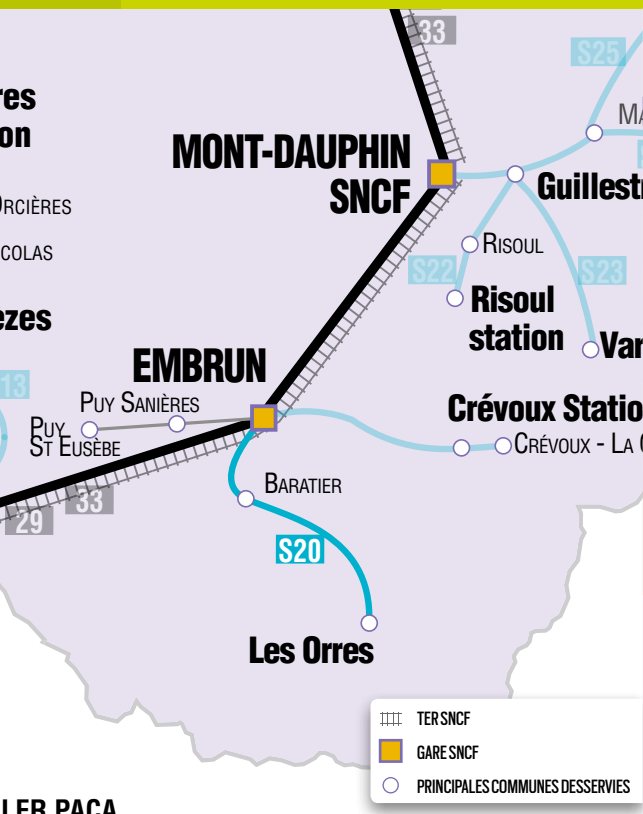 33
S25
res
on
MONT-DAUPHIN
SNCF
Guillestr
ORCIÈRES
COLAS
RISOUL
S22
S23
Risoul
station
Var
ezes
EMBRUN
13
PUY SANIÈRES
PUY
ST EUSÈBE
Crévoux Statio
CRÉVOUX - LA
BARATIER
33
29
S20
Les Orres
TER SNCF
GARE SNCF
PRINCIPALES COMMUNES DESSERVIES
LER PACA